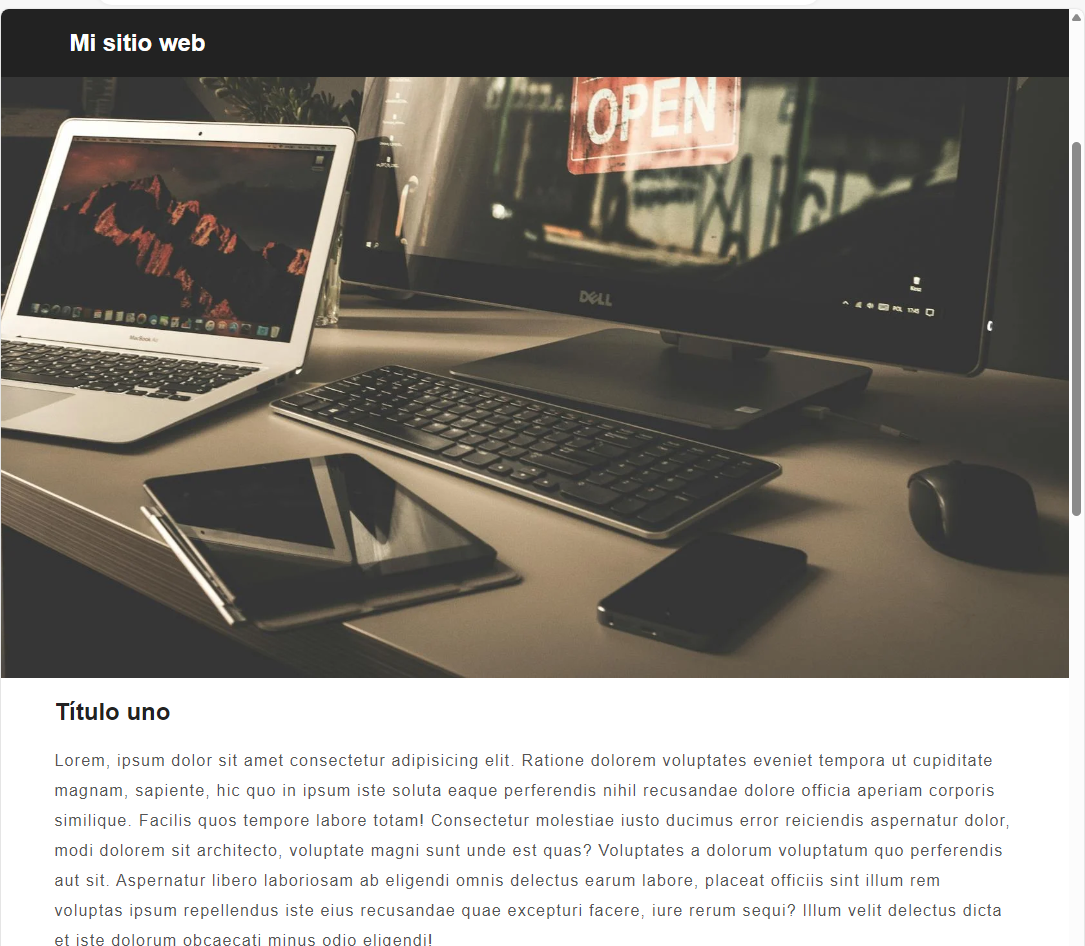 Mi sitio web
OPEN
DELL
MacBook Air
POL 17:45
Título uno
Lorem, ipsum dolor sit amet consectetur adipisicing elit. Ratione dolorem voluptates eveniet tempora ut cupiditate
magnam, sapiente, hic quo in ipsum iste soluta eaque perferendis nihil recusandae dolore officia aperiam corporis
similique. Facilis quos tempore labore totam! Consectetur molestiae iusto ducimus error reiciendis aspernatur dolor,
modi dolorem sit architecto, voluptate magni sunt unde est quas? Voluptates a dolorum voluptatum quo perferendis
aut sit. Aspernatur libero laboriosam ab eligendi omnis delectus earum labore, placeat officiis sint illum rem
voluptas ipsum repellendus iste eius recusandae quae excepturi facere, iure rerum sequi? Illum velit delectus dicta
et iste dolorum obcaecati minus odio eligendi!